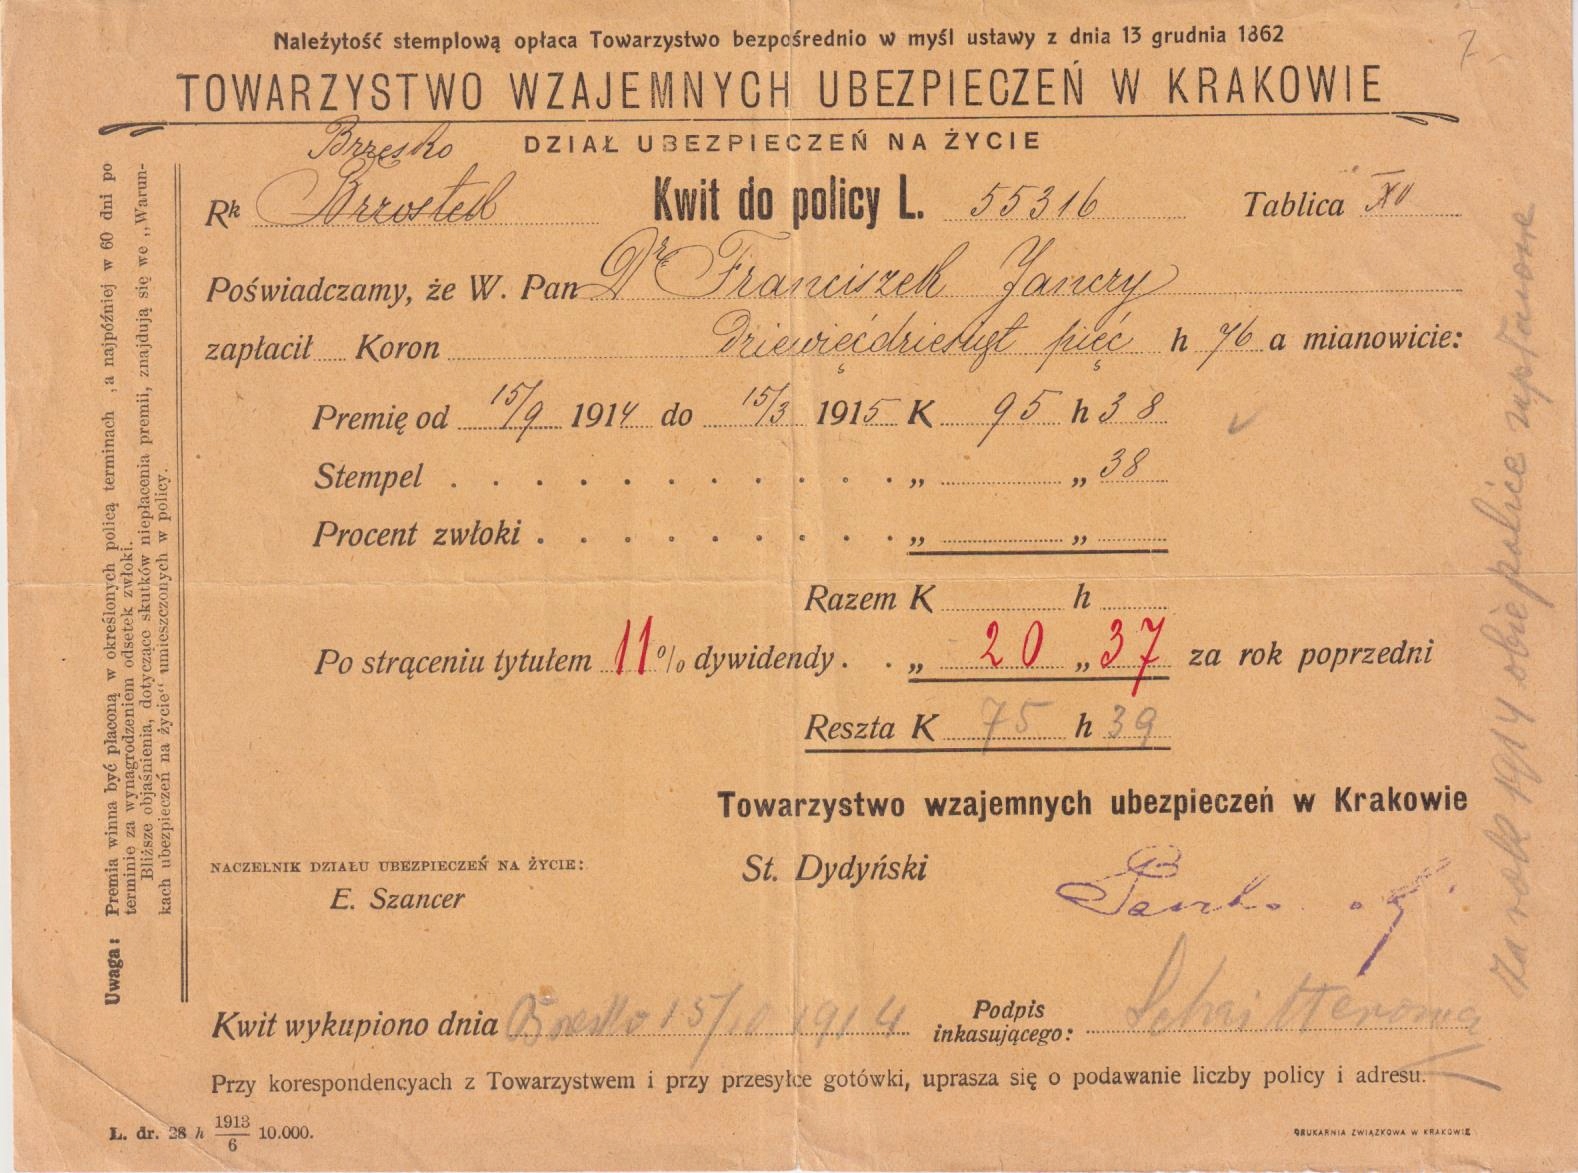 Należytość stemplową opłaca Towarzystwo bezpośrednio w myśl ustawy z dnia 13 grudnia 1862
7
TOWARZYSTWO WZAJEMNYCH UBEZPIECZEŃ W KRAKOWIE
DZIAŁ UBEZPIECZEŃ NA ŻYCIE
Brzesko
Rk Brzostek Kwit do policy L. 55316 Tablica XV
Poświadczamy, że W. Pan Dr Franciszek Janczy
zapłacił Koron dziewięćdziesiąt pięć h 76 a mianowicie:
Premię od 15/9 1914 do 15/3 1915 K 95 h 38
Stempel . . . . . . . . . . . . „ „ 38
Procent zwłoki . . . . . . . . . „ „
Razem K h
Po strąceniu tytułem 11% dywidendy . . „ 20 „ 37 za rok poprzedni
Reszta K 75 h 39
Towarzystwo wzajemnych ubezpieczeń w Krakowie
NACZELNIK DZIAŁU UBEZPIECZEŃ NA ŻYCIE:
E. Szancer
St. Dydyński
Kwit wykupiono dnia Brzesko 15/10 1914
Podpis
inkasującego:
Przy korespondencyach z Towarzystwem i przy przesyłce gotówki, uprasza się o podawanie liczby policy i adresu.
L. dr. 28 h 1913/6 10.000.
DRUKARNIA ZWIĄZKOWA W KRAKOWIE
Uwaga: Premia winna być płaconą w określonych policą terminach, a najpóźniej w 60 dni po
terminie za wynagrodzeniem odsetek zwłoki.
Bliższe objaśnienia, dotyczące skutków niepłacenia premii, znajdują się we „Warun-
kach ubezpieczeń na życie" umieszczonych w policy.
Za rok 1914 obie police zapłacone